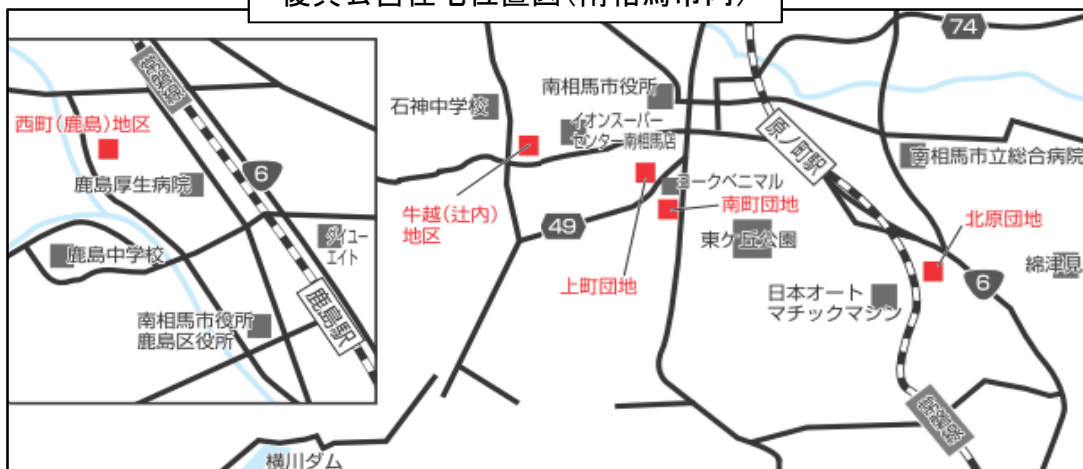 復興公営住宅位置図(南相馬市内)
常磐線
西町(鹿島)地区
鹿島厚生病院
6
鹿島中学校
ダイユー
エイト
鹿島駅
南相馬市役所
鹿島区役所
74
石神中学校
南相馬市役所
イオンスーパー
センター南相馬店
原ノ町駅
南相馬市立総合病院
牛越(辻内)
地区
ヨークベニマル
南町団地
49
東ケ丘公園
北原団地
上町団地
日本オート
マチックマシン
6
綿津見
常磐線
横川ダム